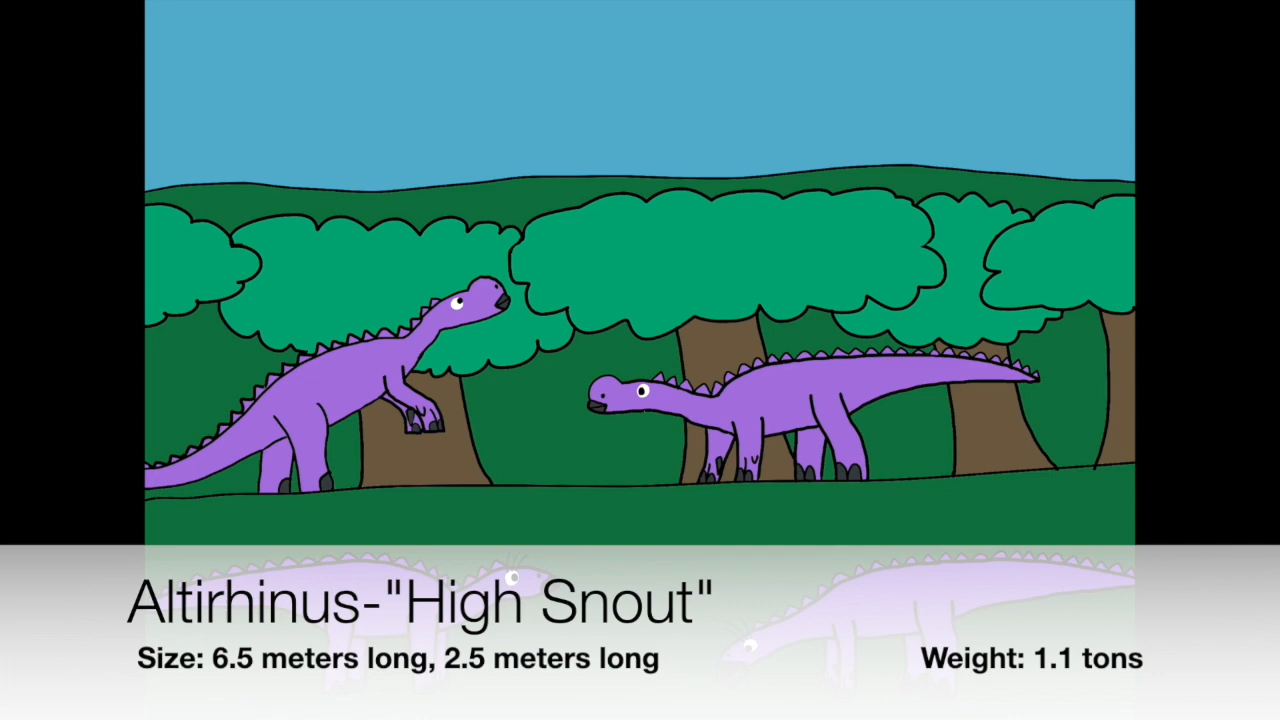 Altirhinus-"High Snout"
Size: 6.5 meters long, 2.5 meters long
Weight: 1.1 tons